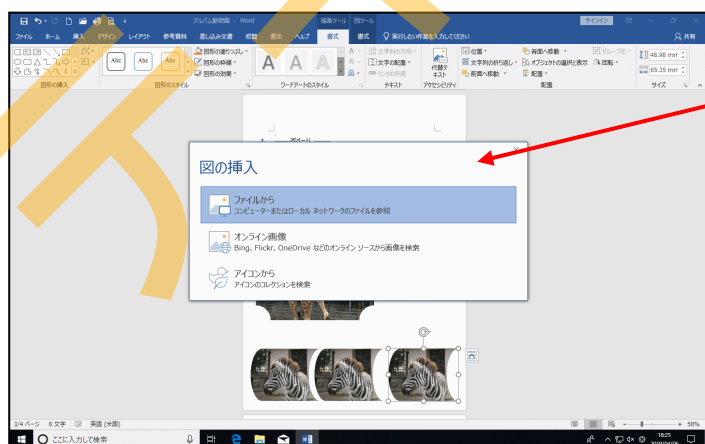 アルバム動物園 - Word
描画ツール 図ツール
サインイン
ファイル ホーム 挿入 デザイン レイアウト 参考資料 差し込み文書 校閲 表示 ヘルプ 書式 書式 実行したい作業を入力してください 共有
Abc Abc Abc
図形の塗りつぶし
図形の枠線
図形の効果
A A A
文字列の方向
文字の配置
リンクの作成
代替テキスト
位置
文字列の折り返し
前面へ移動
背面へ移動
オブジェクトの選択と表示
配置
グループ化
回転
48.98 mm
65.35 mm
図形の挿入 図形のスタイル ワードアートのスタイル テキスト アクセシビリティ 配置 サイズ
図の挿入
ファイルから
コンピューターまたはローカル ネットワークのファイルを参照
オンライン画像
Bing、Flickr、OneDrive などのオンライン ソースから画像を検索
アイコンから
アイコンのコレクションを検索
3/4 ページ 8 文字 英語 (米国) 58%
ここに入力して検索
18:25